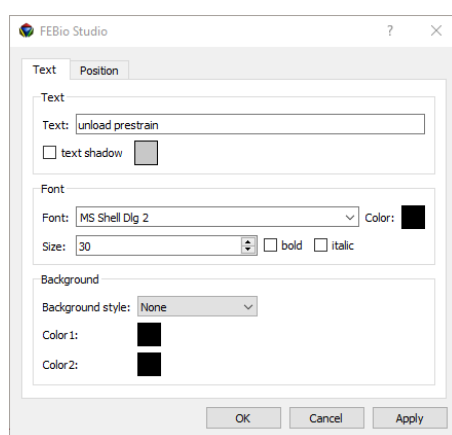 FEBio Studio ?
Text Position
Text
Text: unload prestrain
text shadow
Font
Font: MS Shell Dlg 2 Color:
Size: 30 bold italic
Background
Background style: None
Color1:
Color2:
OK Cancel Apply